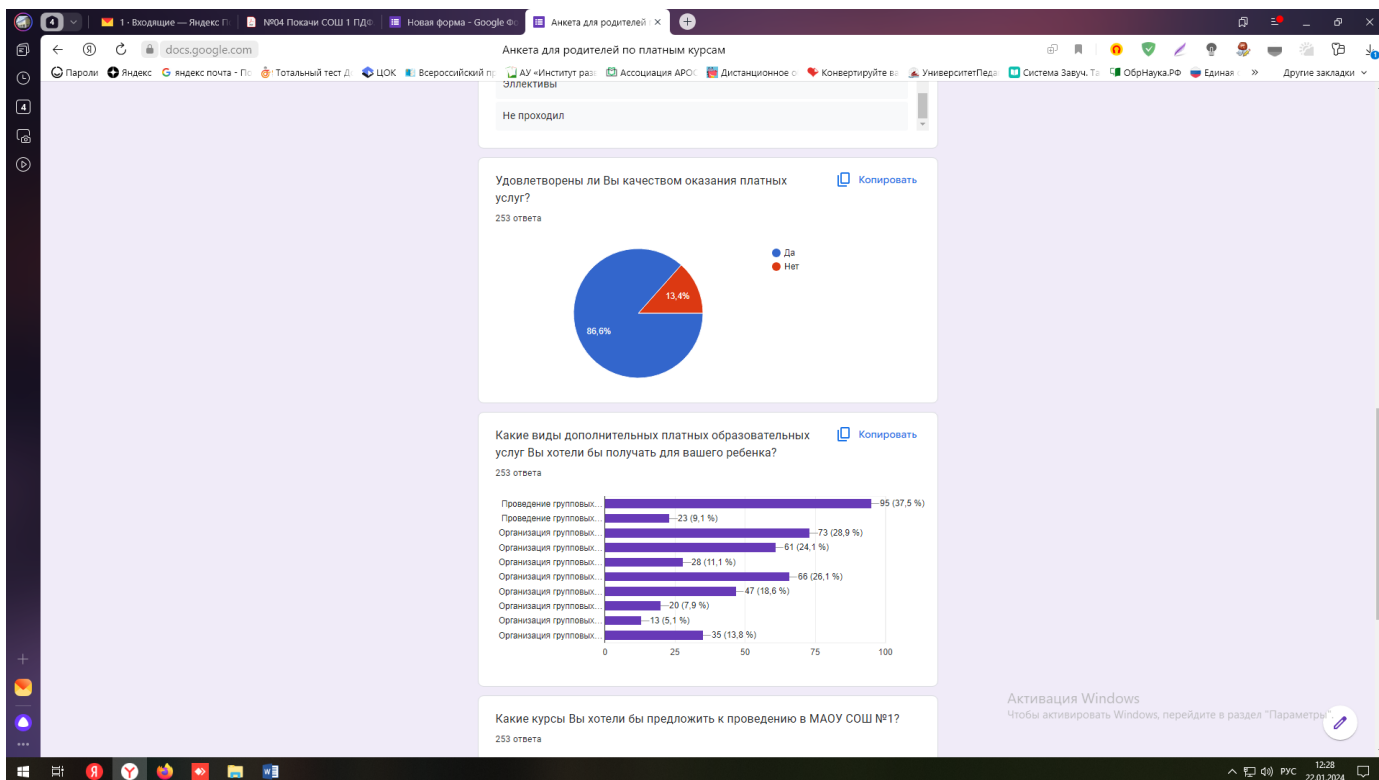 4
1 · Входящие — Яндекс П
№04 Покачи СОШ 1 ПДФ
Новая форма - Google Фо
Анкета для родителей
docs.google.com
Анкета для родителей по платным курсам
Пароли
Яндекс
яндекс почта - По
Тотальный тест Д
ЦОК
Всероссийский п
АУ «Институт раз
Ассоциация АРОС
Дистанционное о
Конвертируйте в
УниверситетПеда
Система Завуч. Т
ОбрНаука.РФ
Единая
»
Другие закладки
4
Эллективы
Не проходил
Удовлетворены ли Вы качеством оказания платных
услуг?
Копировать
253 ответа
Да
Нет
13,4%
86,6%
Какие виды дополнительных платных образовательных
услуг Вы хотели бы получать для вашего ребенка?
Копировать
253 ответа
Проведение групповых… 95 (37,5 %)
Проведение групповых… 23 (9,1 %)
Организация групповых… 73 (28,9 %)
Организация групповых… 61 (24,1 %)
Организация групповых… 28 (11,1 %)
Организация групповых… 66 (26,1 %)
Организация групповых… 47 (18,6 %)
Организация групповых… 20 (7,9 %)
Организация групповых… 13 (5,1 %)
Организация групповых… 35 (13,8 %)
0 25 50 75 100
Какие курсы Вы хотели бы предложить к проведению в МАОУ СОШ №1?
253 ответа
Активация Windows
Чтобы активировать Windows, перейдите в раздел "Параметры
РУС
12:28
22.01.2024